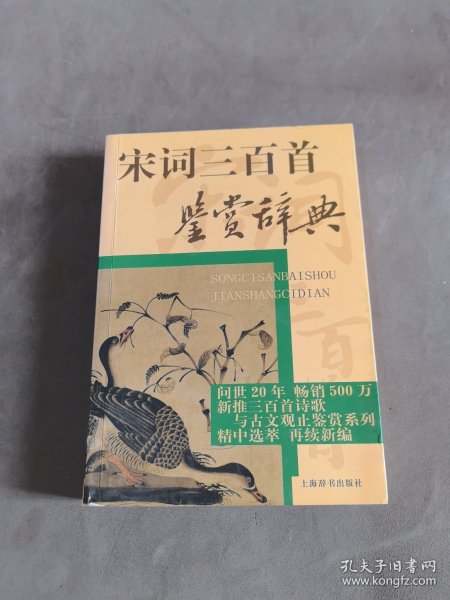 宋词三百首
鉴赏辞典
SONGCISANBAISHOU
JIANSHANGCIDIAN
问世20年 畅销500万
新推三百首诗歌
与古文观止鉴赏系列
精中选萃 再续新编
上海辞书出版社
孔夫子旧书网
www.kongfz.com